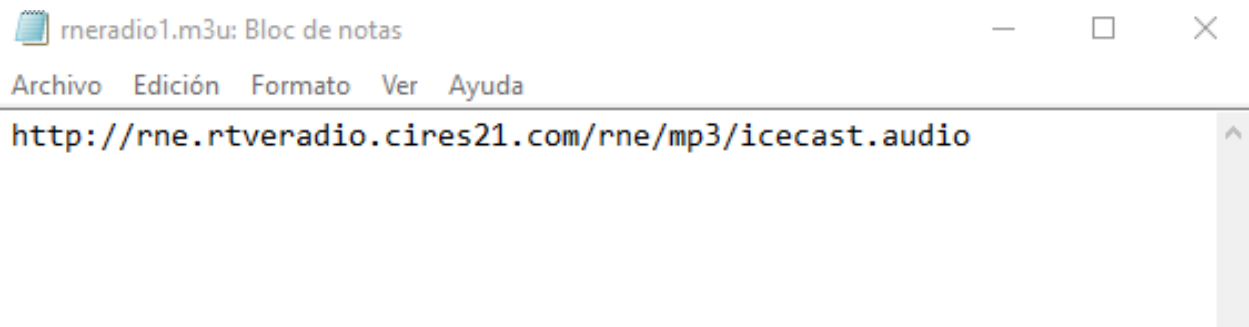 rneradio1.m3u: Bloc de notas
Archivo Edición Formato Ver Ayuda
http://rne.rtveradio.cires21.com/rne/mp3/icecast.audio